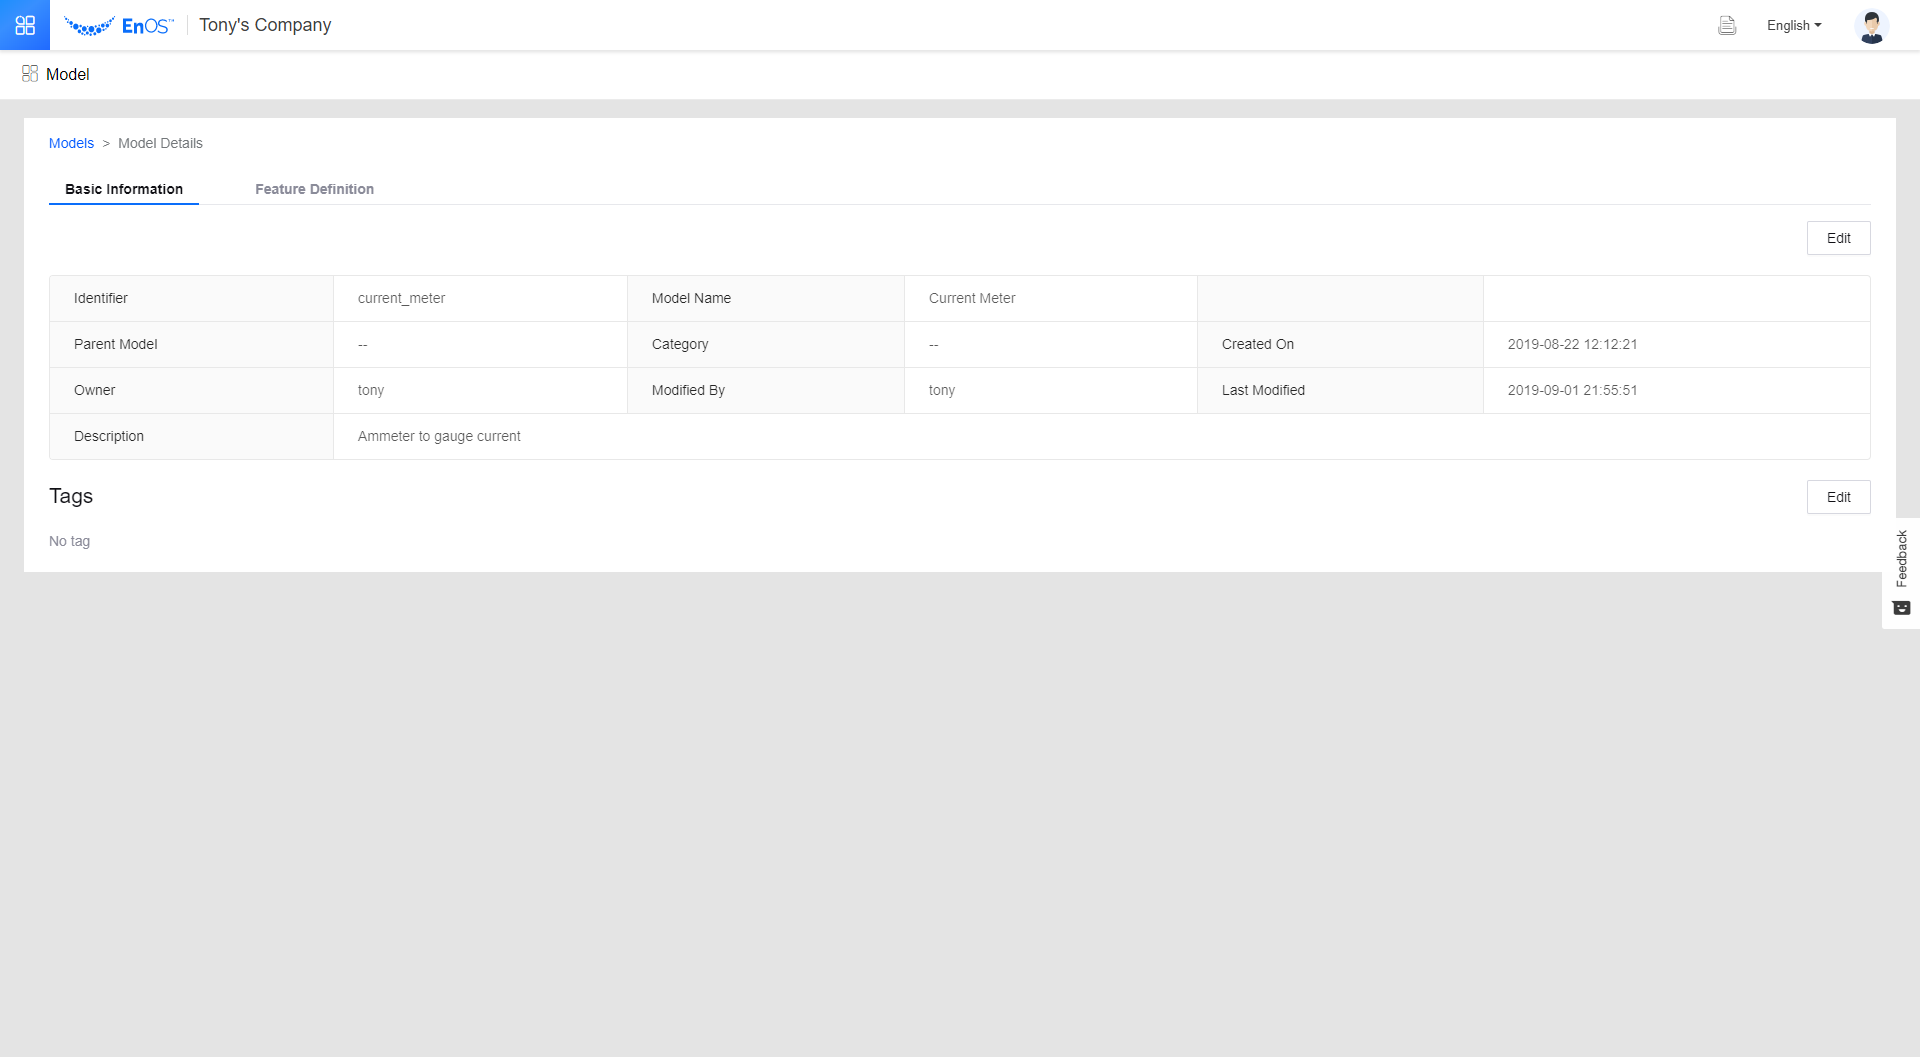 EnOS™ Tony's Company English
Model
Models > Model Details
Basic Information Feature Definition
Edit
Identifier current_meter Model Name Current Meter
Parent Model -- Category -- Created On 2019-08-22 12:12:21
Owner tony Modified By tony Last Modified 2019-09-01 21:55:51
Description Ammeter to gauge current
Tags Edit
No tag
Feedback